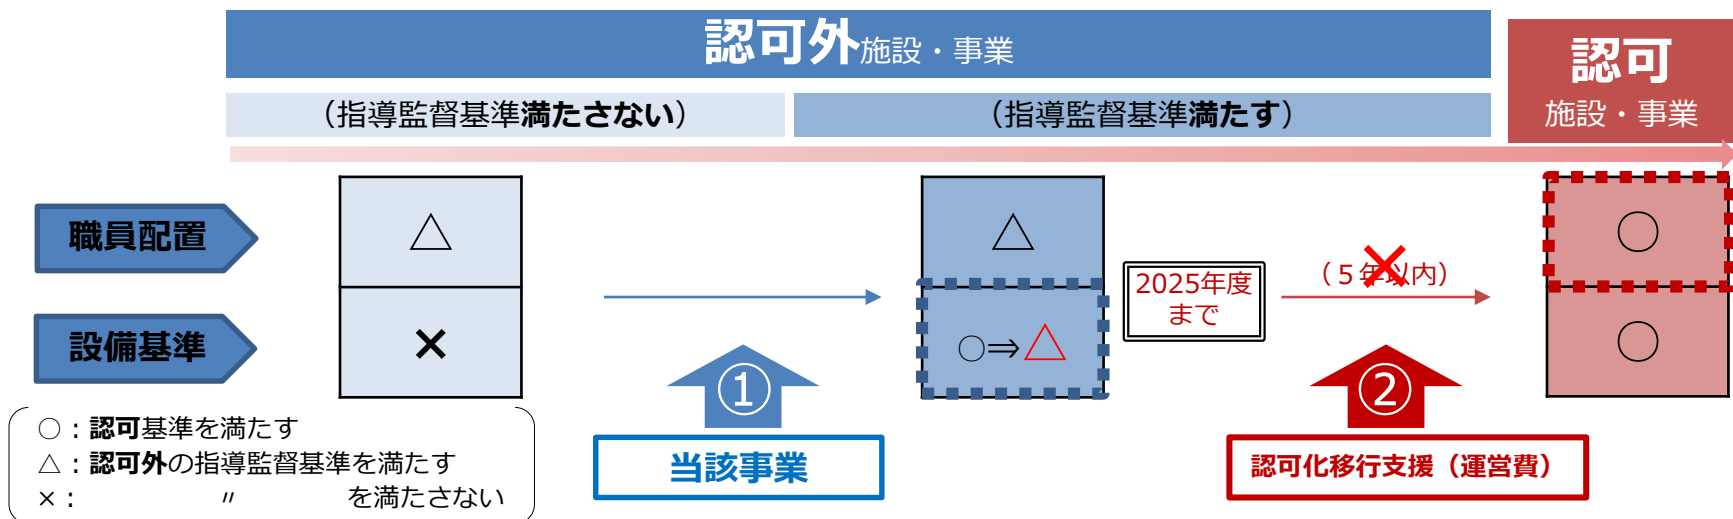 認可外施設・事業
認可
施設・事業
（指導監督基準満たさない）
（指導監督基準満たす）
職員配置
△
△
○
2025年度
まで
（５年以内）
設備基準
×
○⇒△
○
①
②
○：認可基準を満たす
△：認可外の指導監督基準を満たす
×：　〃　を満たさない
当該事業
認可化移行支援（運営費）